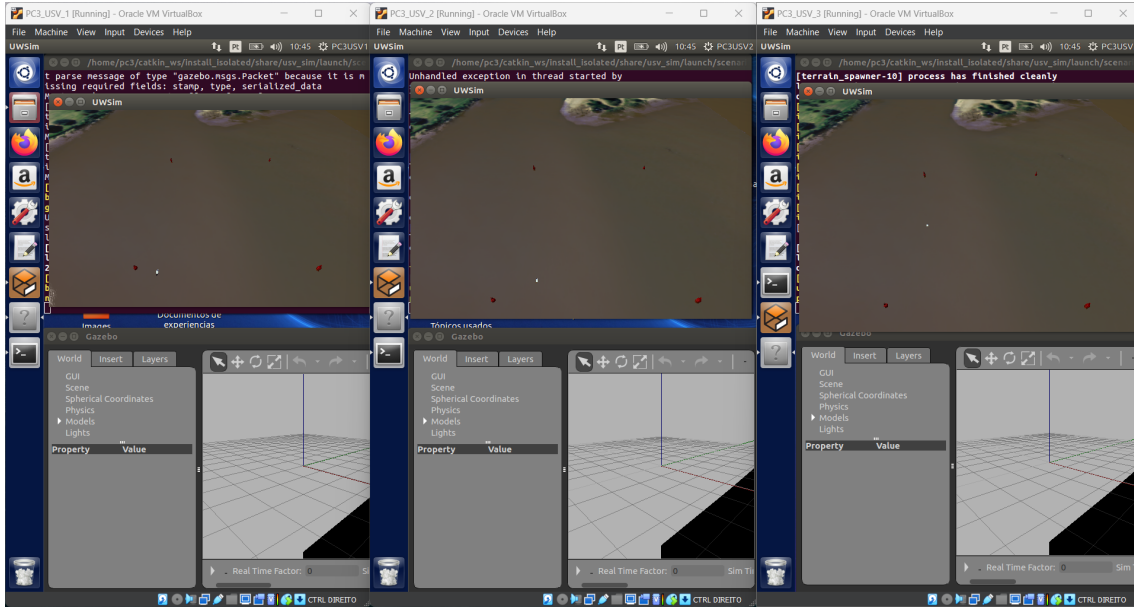 PC3_USV_1 [Running] - Oracle VM VirtualBox
File Machine View Input Devices Help
UWSim
Pt
10:45
PC3USV1
/home/pc3/catkin_ws/install_isolated/share/usv_sim/launch/scena
t parse message of type "gazebo.msgs.Packet" because it is m
issing required fields: stamp, type, serialized_data
UWSim
Images
Documentos de
experiencias
Gazebo
World Insert Layers
GUI
Scene
Spherical Coordinates
Physics
Models
Lights
Property Value
Real Time Factor: 0
CTRL DIREITO
PC3_USV_2 [Running] - Oracle VM VirtualBox
File Machine View Input Devices Help
UWSim
Pt
10:45
PC3USV2
/home/pc3/catkin_ws/install_isolated/share/usv_sim/launch/scena
Unhandled exception in thread started by
UWSim
Tópicos usados
Gazebo
World Insert Layers
GUI
Scene
Spherical Coordinates
Physics
Models
Lights
Property Value
Real Time Factor: 0 Sim Ti
CTRL DIREITO
PC3_USV_3 [Running] - Oracle VM VirtualBox
File Machine View Input Devices Help
UWSim
Pt
10:45
PC3USV
/home/pc3/catkin_ws/install_isolated/share/usv_sim/launch/scena
[terrain_spawner-10] process has finished cleanly
UWSim
Gazebo
World Insert Layers
GUI
Scene
Spherical Coordinates
Physics
Models
Lights
Property Value
Real Time Factor: 0 Sim
CTRL DIREITO